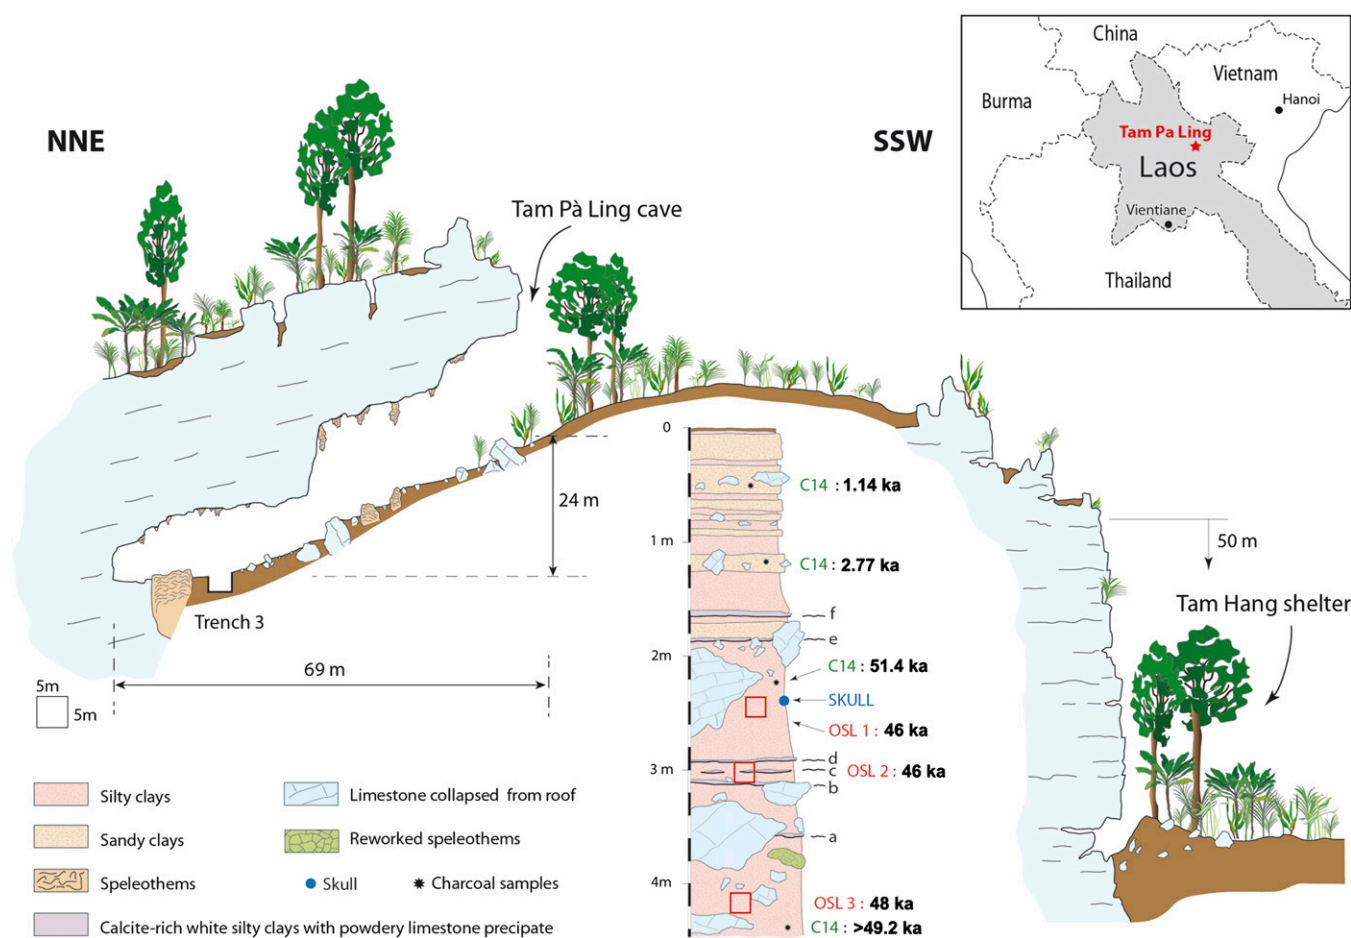 NNE
SSW
Tam Pà Ling cave
China
Vietnam
Burma
Hanoi
Tam Pa Ling
Laos
Vientiane
Thailand
24 m
Trench 3
69 m
5m
5m
50 m
Tam Hang shelter
0
C14 : 1.14 ka
1 m
C14 : 2.77 ka
f
e
2m
C14 : 51.4 ka
SKULL
OSL 1 : 46 ka
d
3 m
c
OSL 2 : 46 ka
b
a
4m
OSL 3 : 48 ka
C14 : >49.2 ka
Silty clays
Limestone collapsed from roof
Sandy clays
Reworked speleothems
Speleothems
Skull
Charcoal samples
Calcite-rich white silty clays with powdery limestone precipate